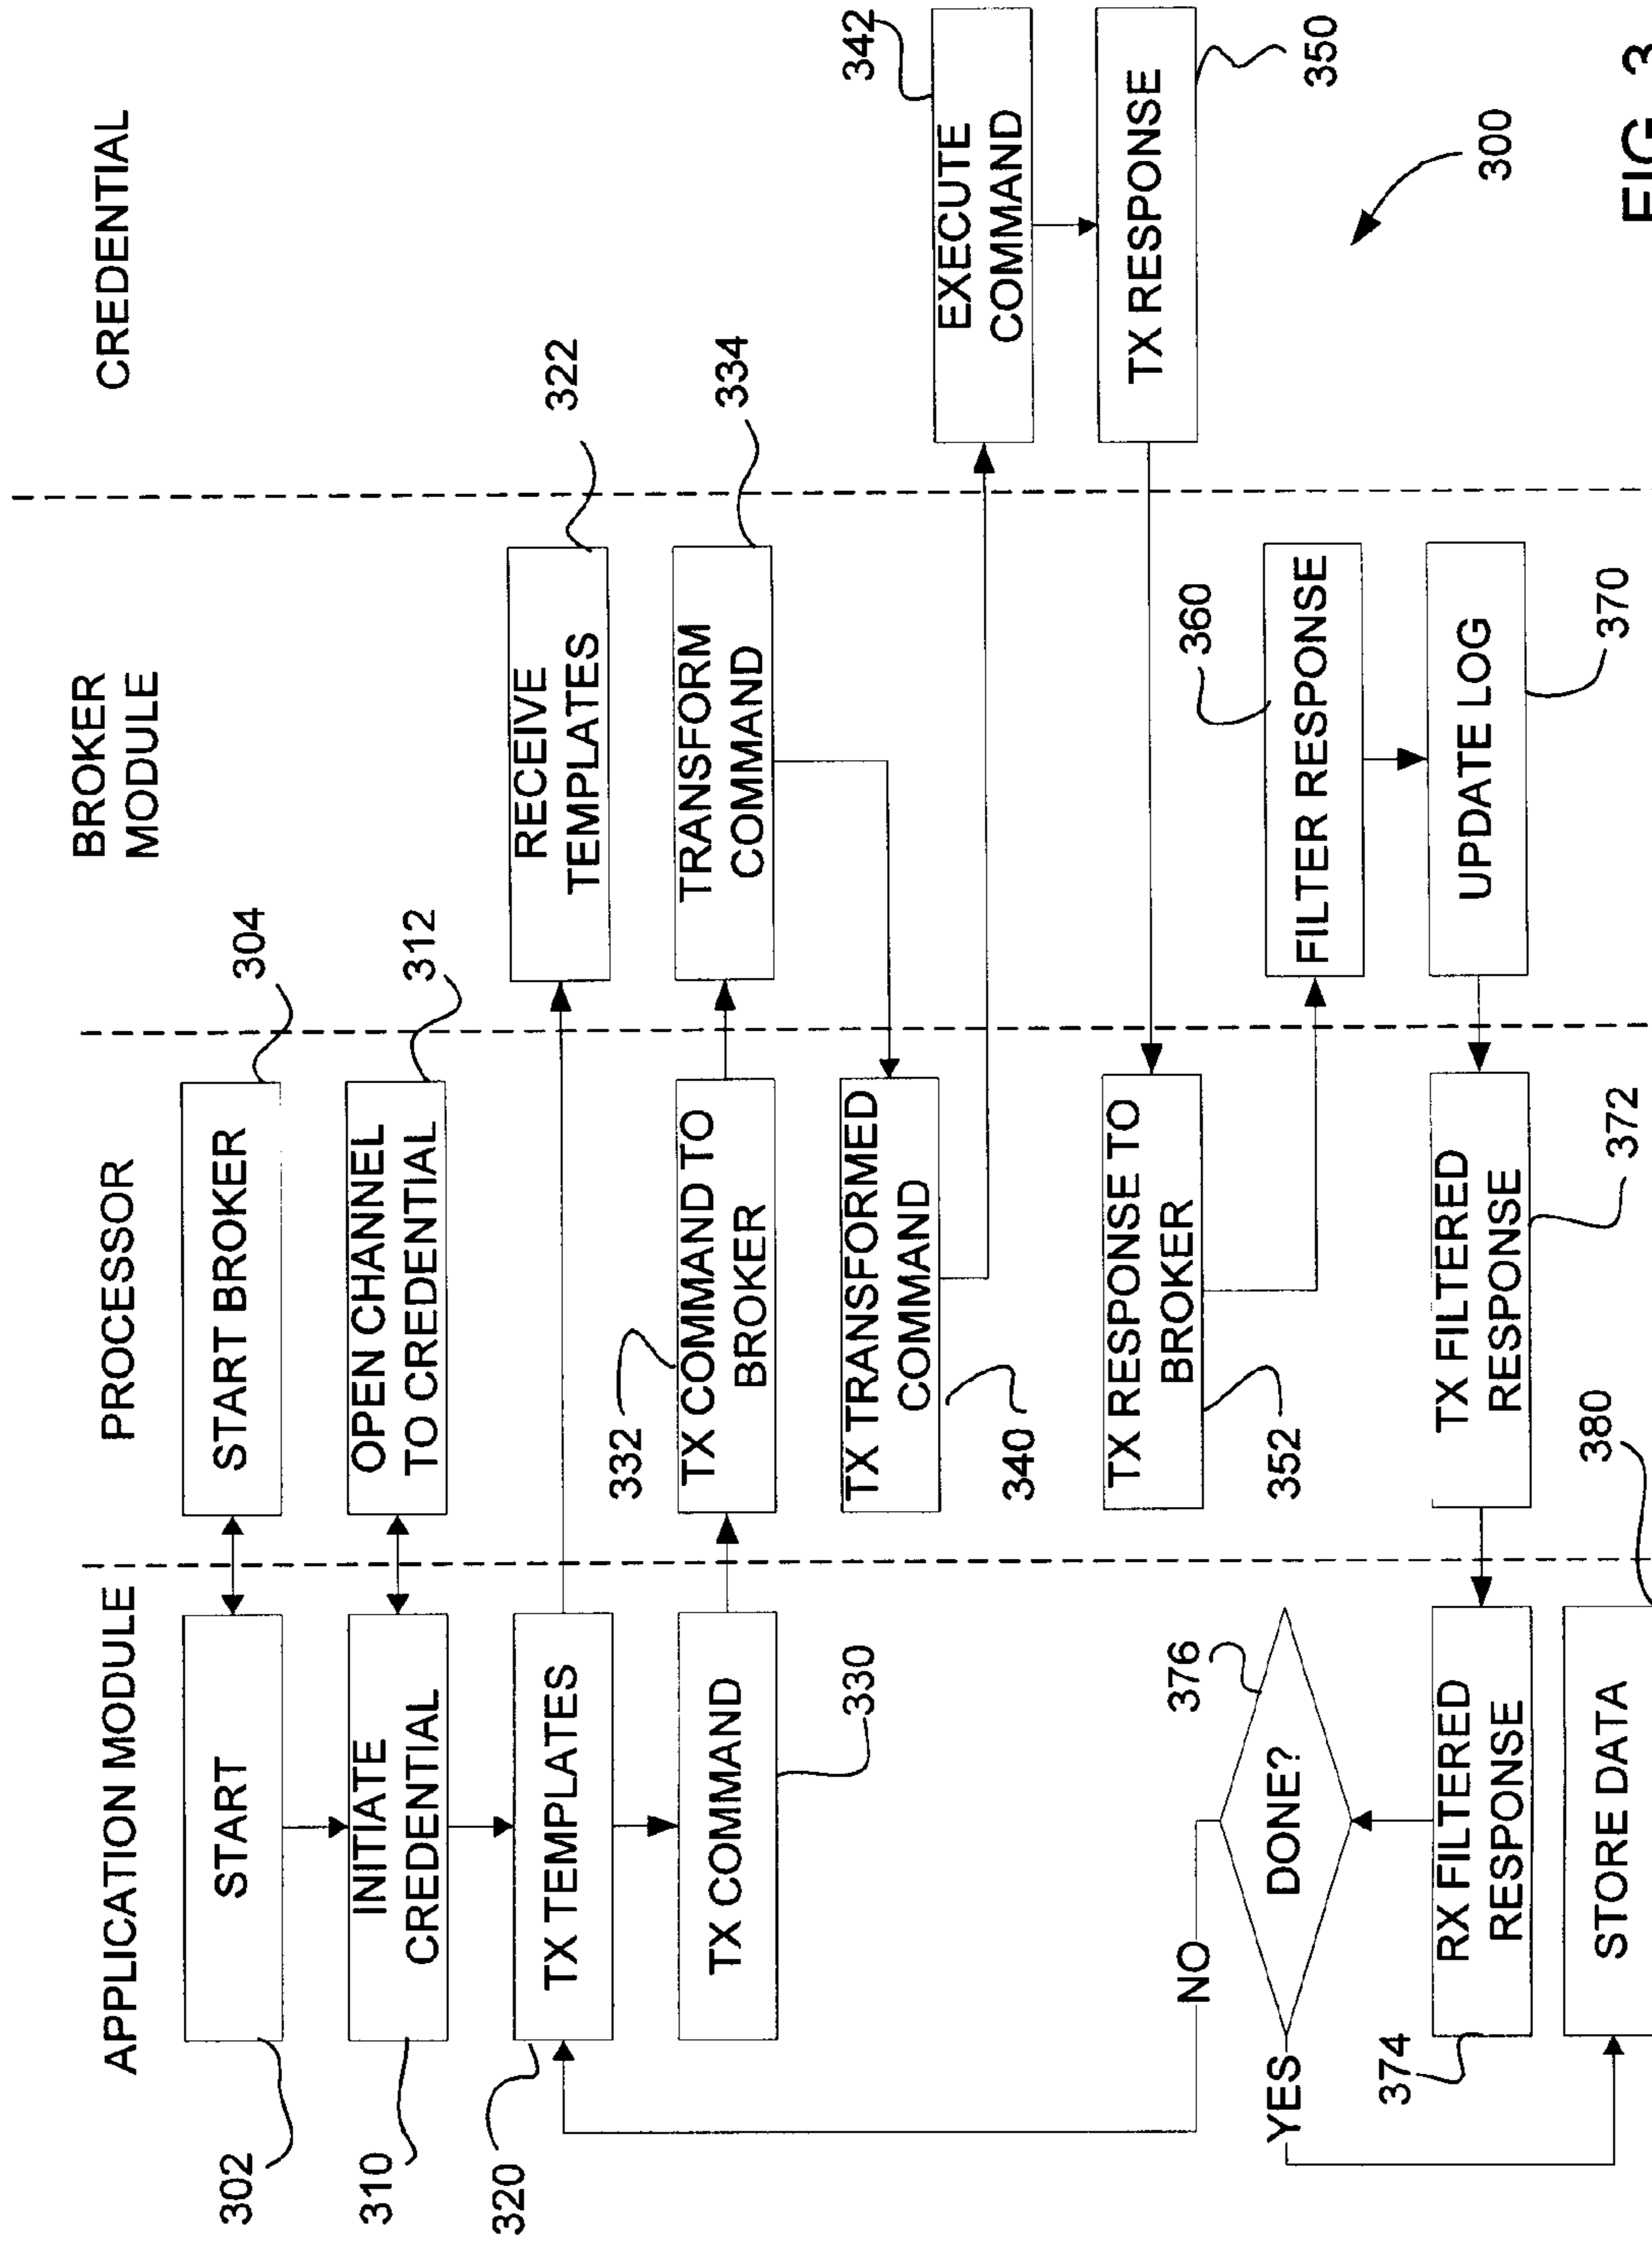 APPLICATION MODULE
PROCESSOR
BROKER
MODULE
CREDENTIAL
302
START
START BROKER
304
310
INITIATE
CREDENTIAL
OPEN CHANNEL
TO CREDENTIAL
312
320
TX TEMPLATES
RECEIVE
TEMPLATES
322
TX COMMAND
330
332
TX COMMAND TO
BROKER
TRANSFORM
COMMAND
334
TX TRANSFORMED
COMMAND
340
EXECUTE
COMMAND
342
TX RESPONSE
350
TX RESPONSE TO
BROKER
352
FILTER RESPONSE
360
UPDATE LOG
370
TX FILTERED
RESPONSE
372
RX FILTERED
RESPONSE
374
DONE?
376
NO
YES
STORE DATA
380
300
FIG. 3